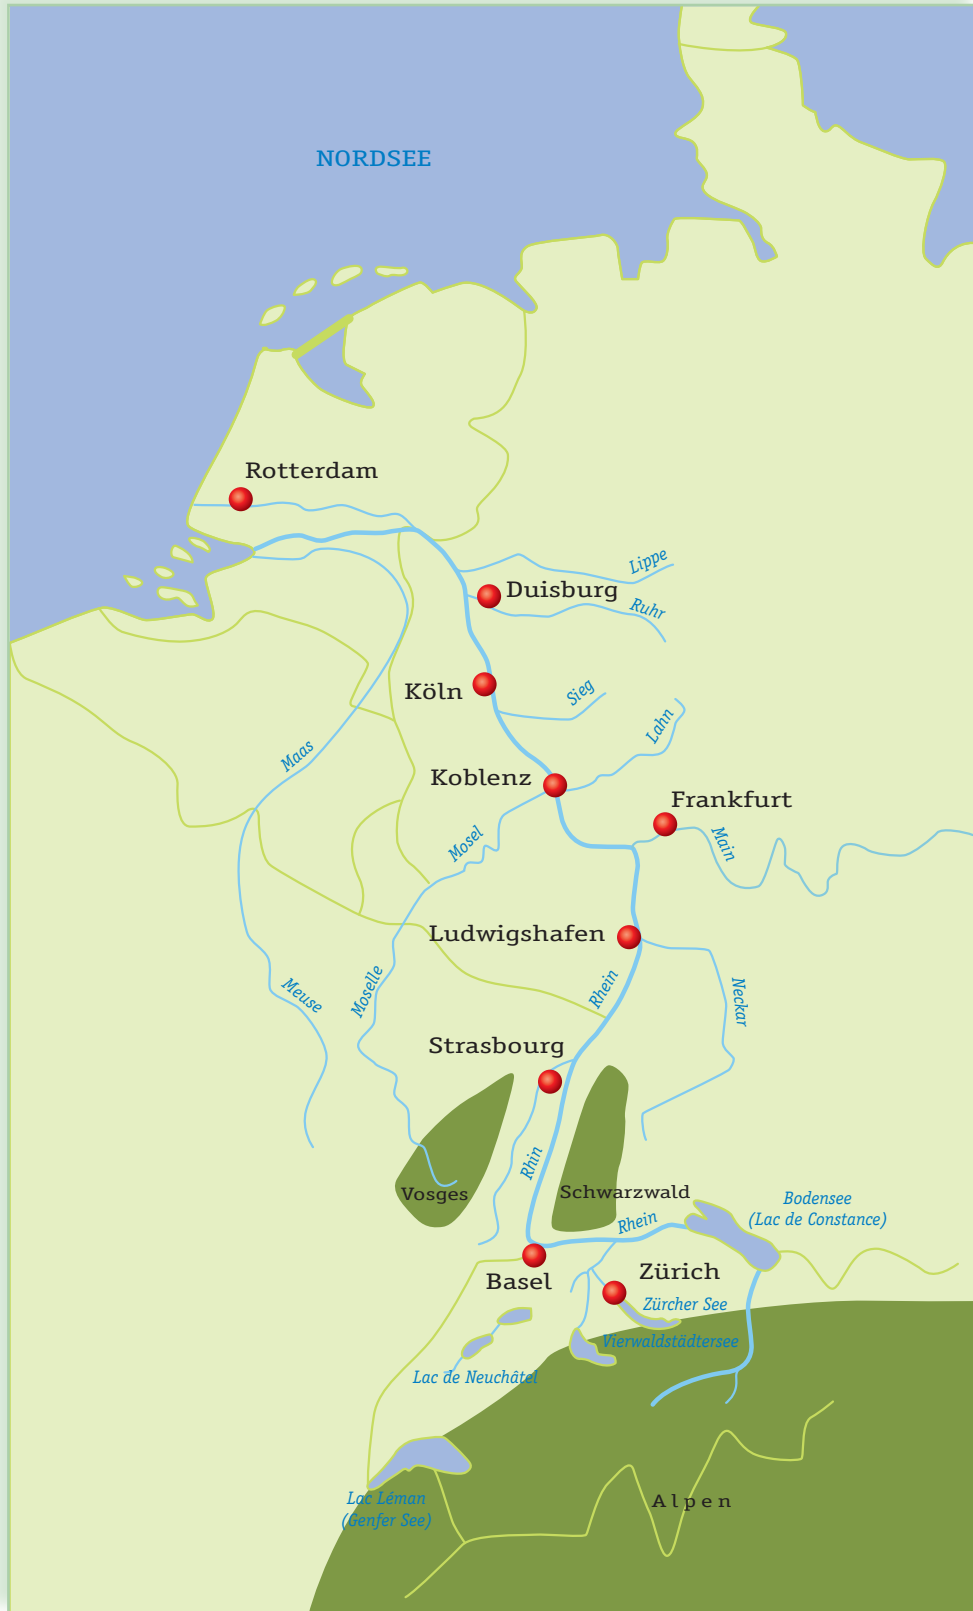 NORDSEE
Rotterdam
Lippe
Duisburg
Ruhr
Köln
Sieg
Lahn
Maas
Koblenz
Frankfurt
Mosel
Main
Ludwigshafen
Moselle
Meuse
Rhein
Neckar
Strasbourg
Rhin
Vosges
Schwarzwald
Bodensee
(Lac de Constance)
Rhein
Basel
Zürich
Zürcher See
Vierwaldstädtersee
Lac de Neuchâtel
Lac Léman
(Genfer See)
Alpen